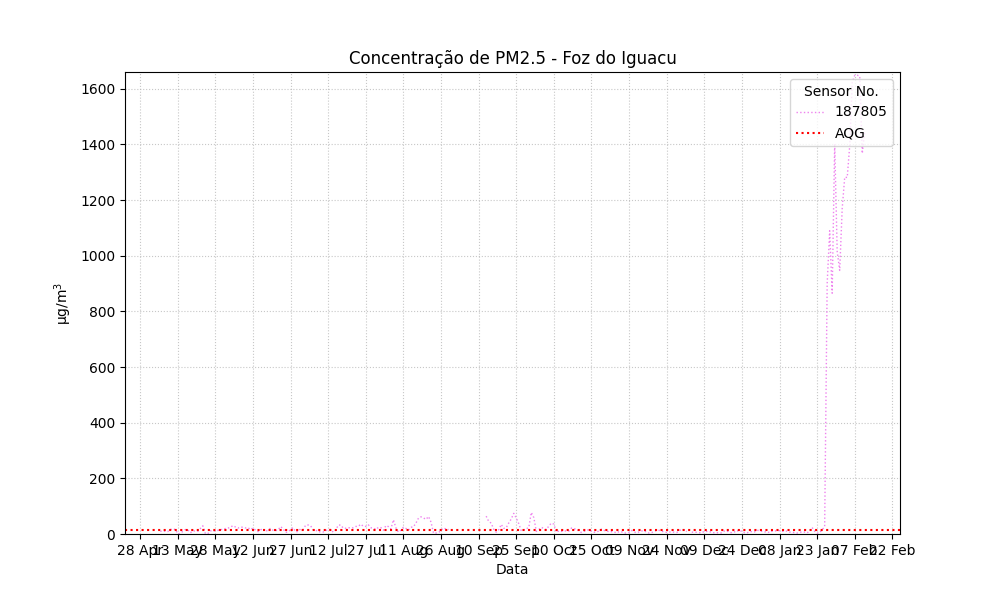 Concentração de PM2.5 - Foz do Iguacu
Sensor No.
187805
AQG
1600
1400
1200
1000
800
600
400
200
0
µg/m³
28 Apr 13 May 28 May 12 Jun 27 Jun 12 Jul 27 Jul 11 Aug 26 Aug 10 Sep 25 Sep 10 Oct 25 Oct 09 Nov 24 Nov 09 Dec 24 Dec 08 Jan 23 Jan 07 Feb 22 Feb
Data